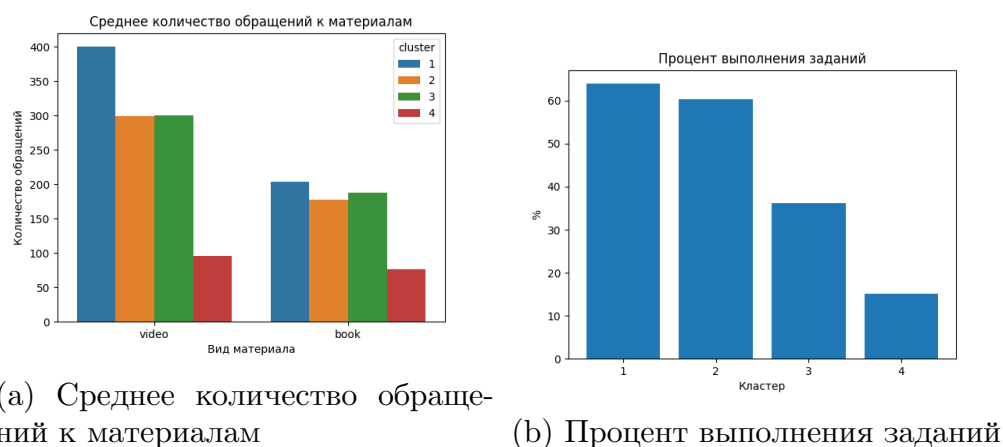 Среднее количество обращений к материалам
Количество обращений
400
350
300
250
200
150
100
50
0
cluster
1
2
3
4
video
book
Вид материала
(a) Среднее количество обраще-
ний к материалам
Процент выполнения заданий
%
60
50
40
30
20
10
0
1
2
3
4
Кластер
(b) Процент выполнения заданий